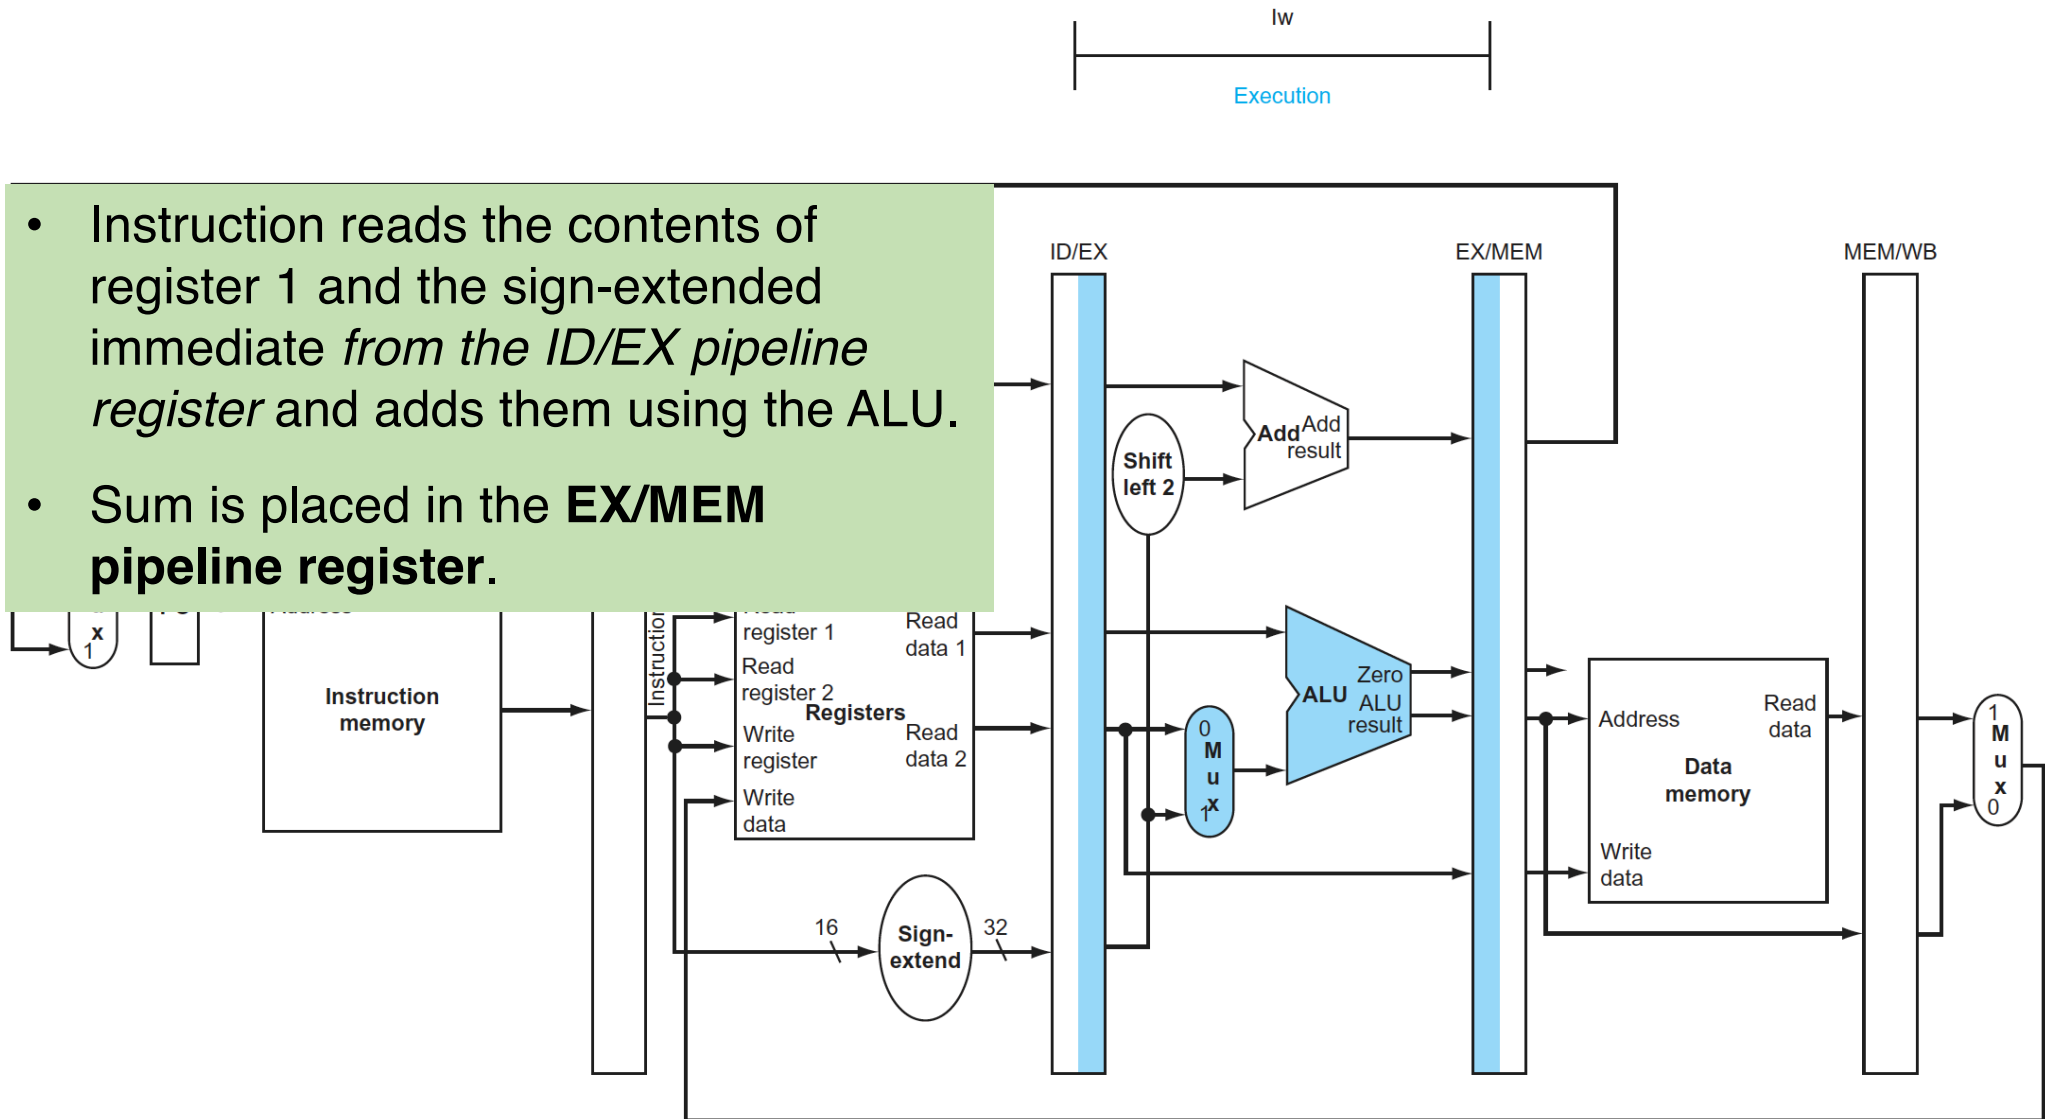 lw
Execution
• Instruction reads the contents of
register 1 and the sign-extended
immediate from the ID/EX pipeline
register and adds them using the ALU.
• Sum is placed in the EX/MEM
pipeline register.
ID/EX
EX/MEM
MEM/WB
Add
Add
result
Shift
left 2
x
1
Instruction
memory
Instruction
register 1
Read
register 2
Registers
Write
register
Write
data
Read
data 1
Read
data 2
0
M
u
x
1
ALU
Zero
ALU
result
Address
Read
data
Data
memory
Write
data
1
M
u
x
0
16
Sign-
extend
32